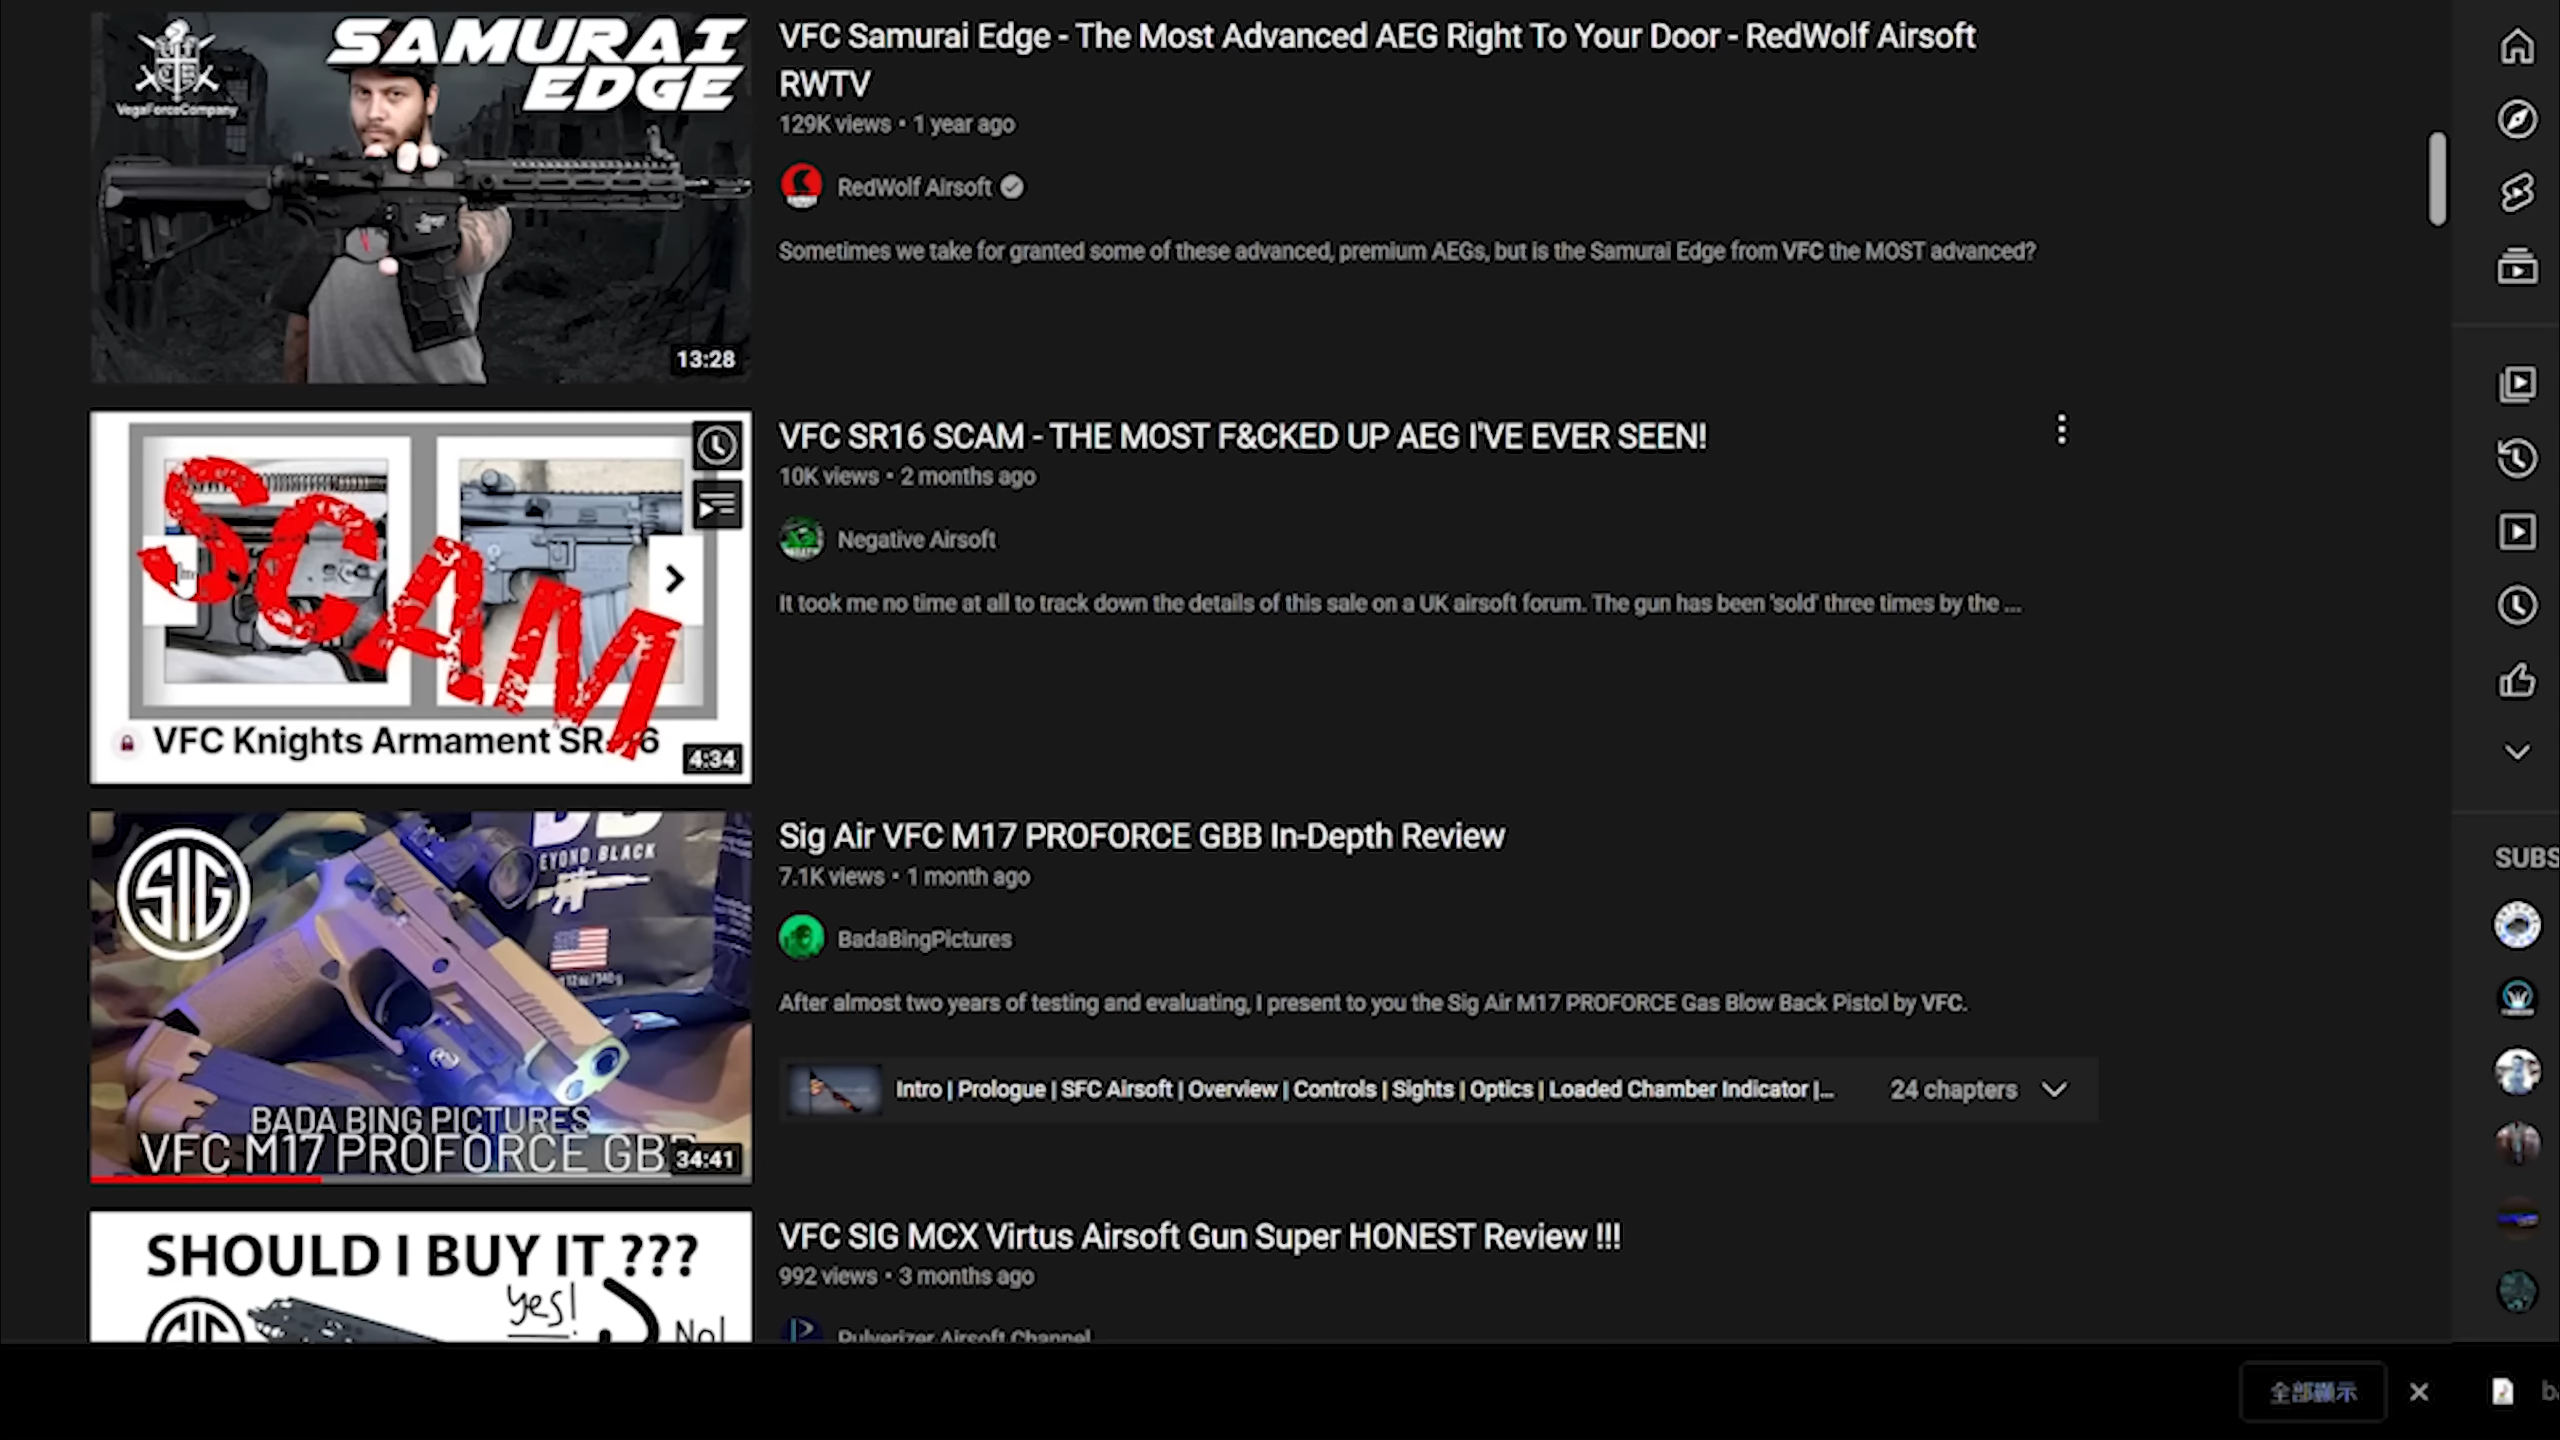 SAMURAI
EDGE
VegaForceCompany
13:28
VFC Samurai Edge - The Most Advanced AEG Right To Your Door - RedWolf Airsoft
RWTV
129K views • 1 year ago
RedWolf Airsoft
Sometimes we take for granted some of these advanced, premium AEGs, but is the Samurai Edge from VFC the MOST advanced?
SCAM
VFC Knights Armament SR-16
4:34
VFC SR16 SCAM - THE MOST F&CKED UP AEG I'VE EVER SEEN!
10K views • 2 months ago
Negative Airsoft
It took me no time at all to track down the details of this sale on a UK airsoft forum. The gun has been 'sold' three times by the ...
SIG
BEYOND BLACK
BADA BING PICTURES
VFC M17 PROFORCE GBB
34:41
Sig Air VFC M17 PROFORCE GBB In-Depth Review
7.1K views • 1 month ago
BadaBingPictures
After almost two years of testing and evaluating, I present to you the Sig Air M17 PROFORCE Gas Blow Back Pistol by VFC.
Intro | Prologue | SFC Airsoft | Overview | Controls | Sights | Optics | Loaded Chamber Indicator |...
24 chapters
SHOULD I BUY IT ???
yes!
No!
SIG
VFC SIG MCX Virtus Airsoft Gun Super HONEST Review !!!
992 views • 3 months ago
Pulverizer Airsoft Channel
SUBS
全部顯示